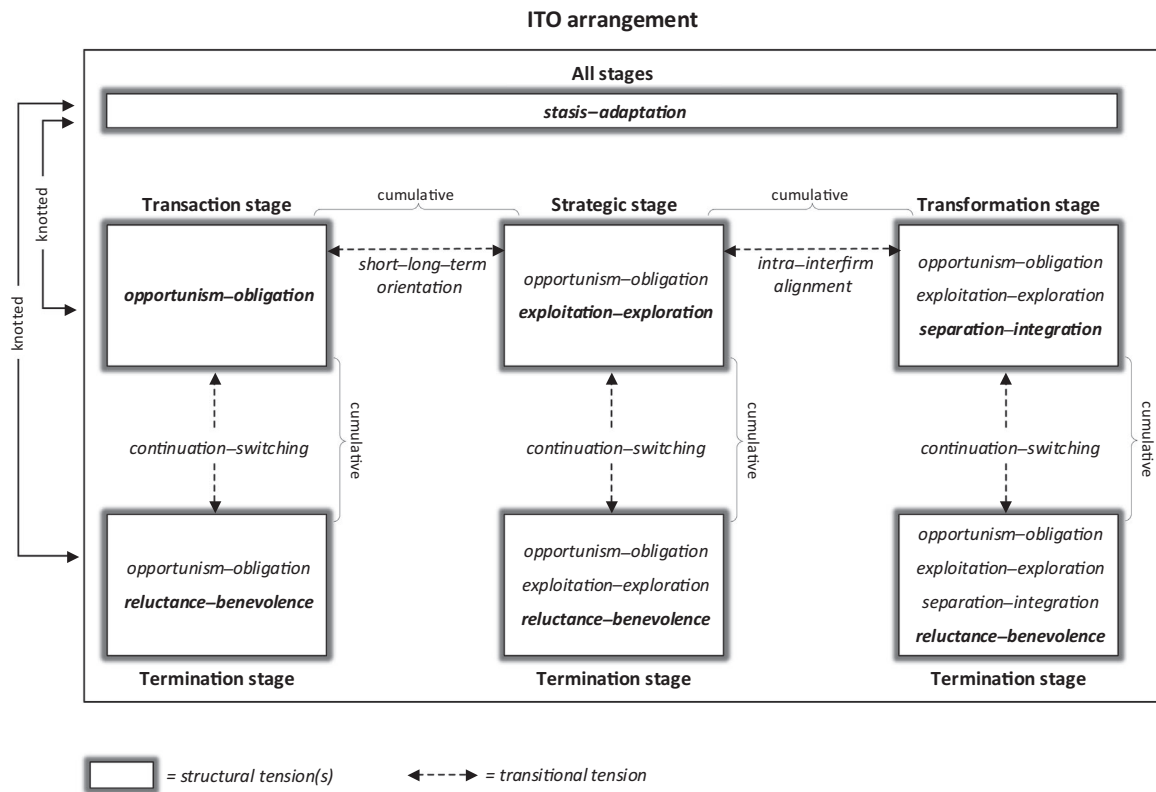 ITO arrangement
All stages
stasis–adaptation
knotted
knotted
cumulative
cumulative
Transaction stage
Strategic stage
Transformation stage
short–long-term
orientation
intra–interfirm
alignment
opportunism–obligation
opportunism–obligation
exploitation–exploration
opportunism–obligation
exploitation–exploration
separation–integration
cumulative
cumulative
cumulative
continuation–switching
continuation–switching
continuation–switching
opportunism–obligation
reluctance–benevolence
opportunism–obligation
exploitation–exploration
reluctance–benevolence
opportunism–obligation
exploitation–exploration
separation–integration
reluctance–benevolence
Termination stage
Termination stage
Termination stage
= structural tension(s)
= transitional tension